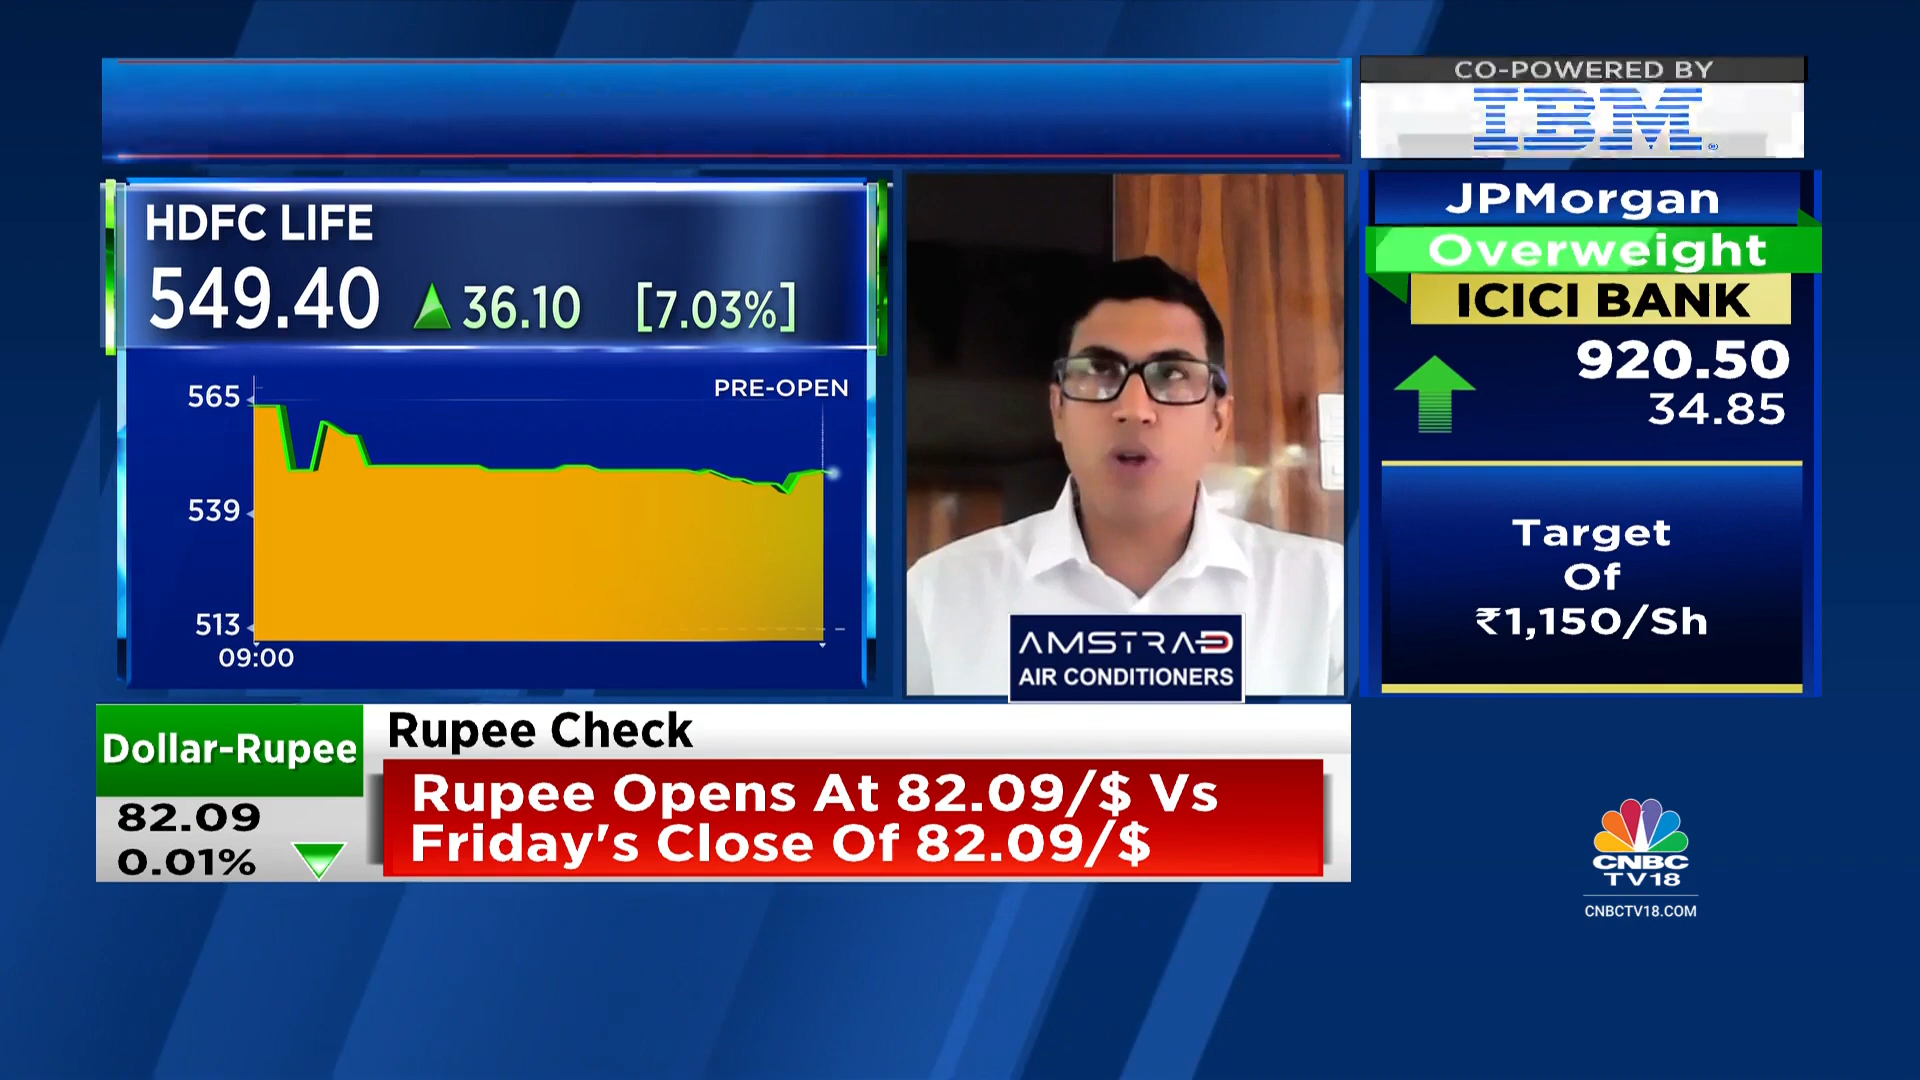 CO-POWERED BY
IBM®
HDFC LIFE
549.40 ▲ 36.10 [7.03%]
PRE-OPEN
565
539
513
09:00
AMSTRAD
AIR CONDITIONERS
JPMorgan
Overweight
ICICI BANK
920.50
34.85
Target
Of
₹1,150/Sh
Dollar-Rupee
82.09
0.01%
Rupee Check
Rupee Opens At 82.09/$ Vs
Friday's Close Of 82.09/$
CNBC
TV18
CNBCTV18.COM